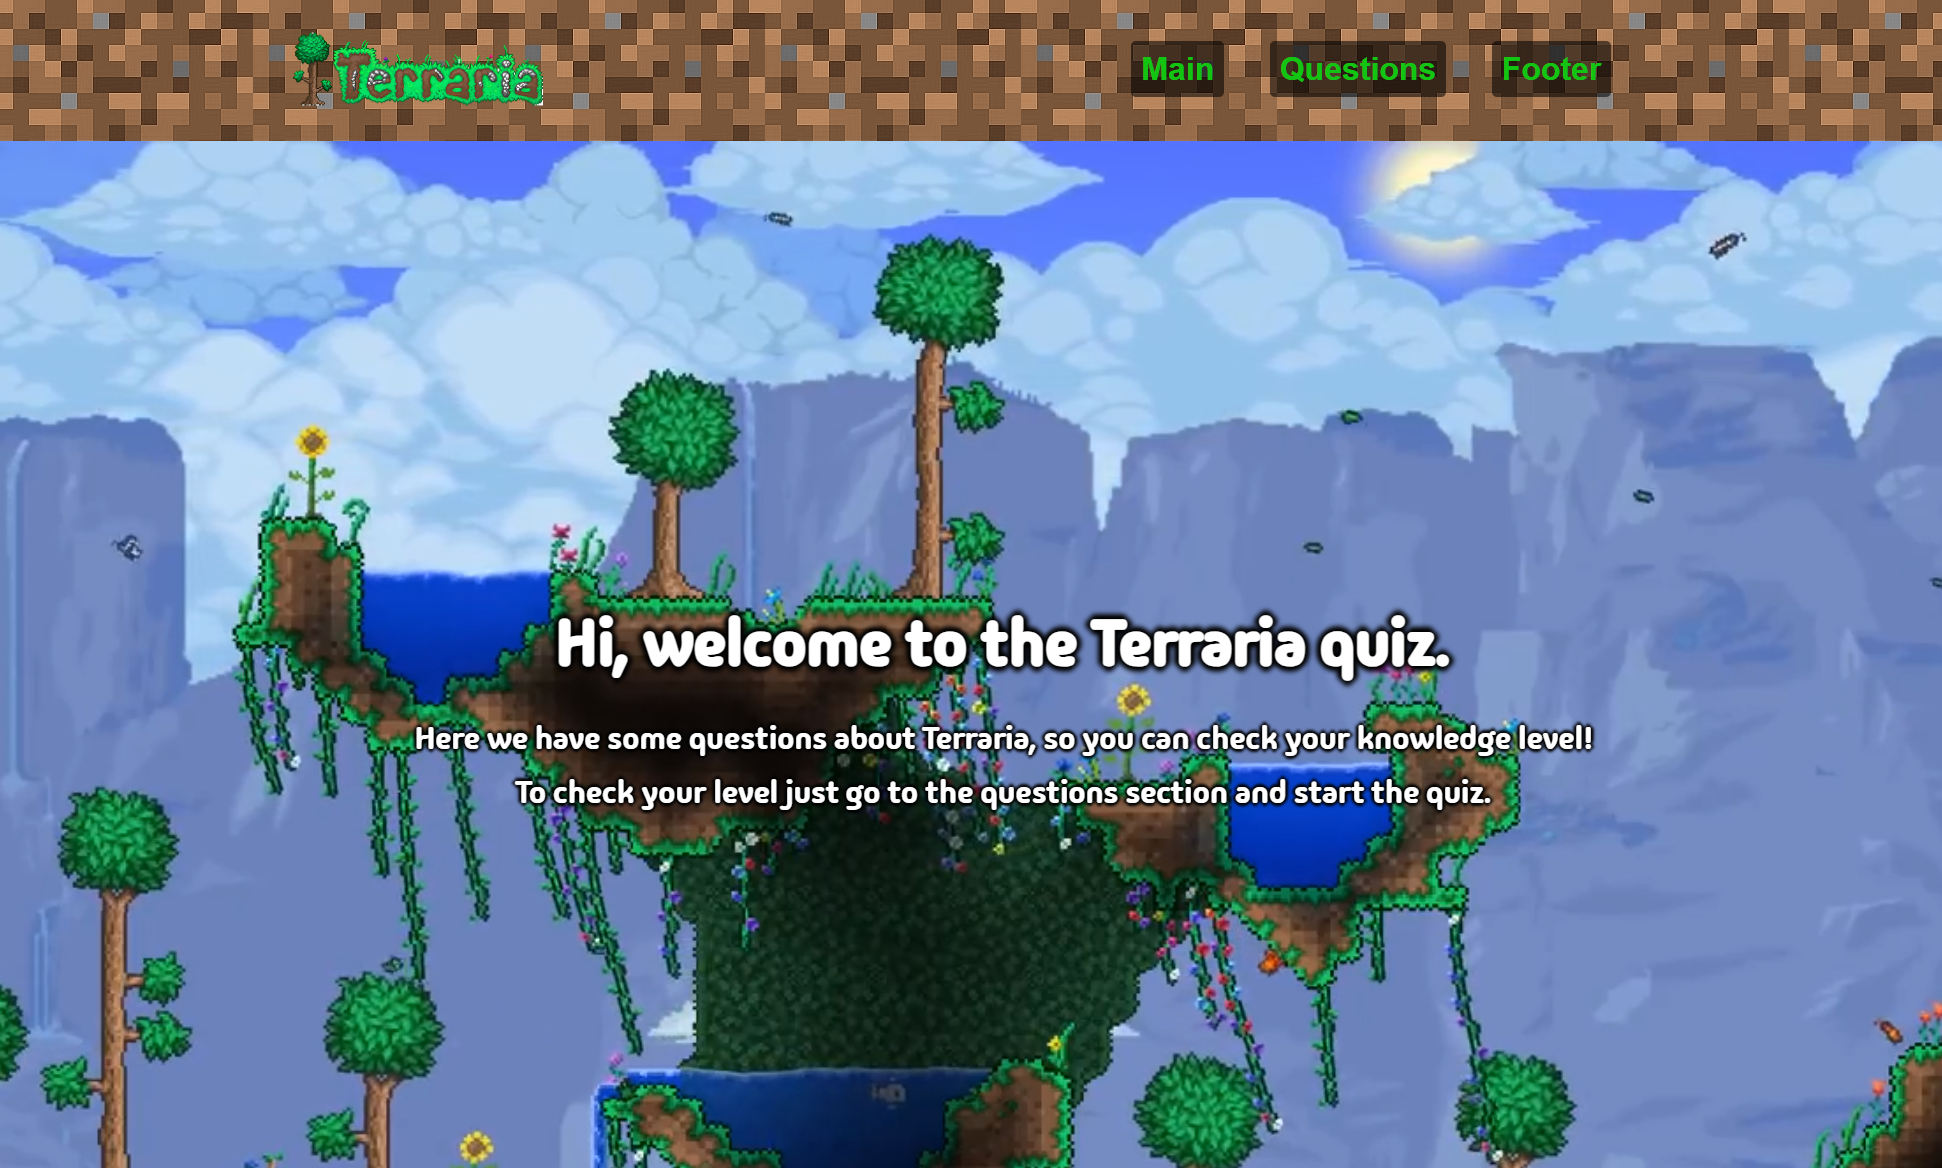 Terraria
Main
Questions
Footer
Hi, welcome to the Terraria quiz.
Here we have some questions about Terraria, so you can check your knowledge level!
To check your level just go to the questions section and start the quiz.